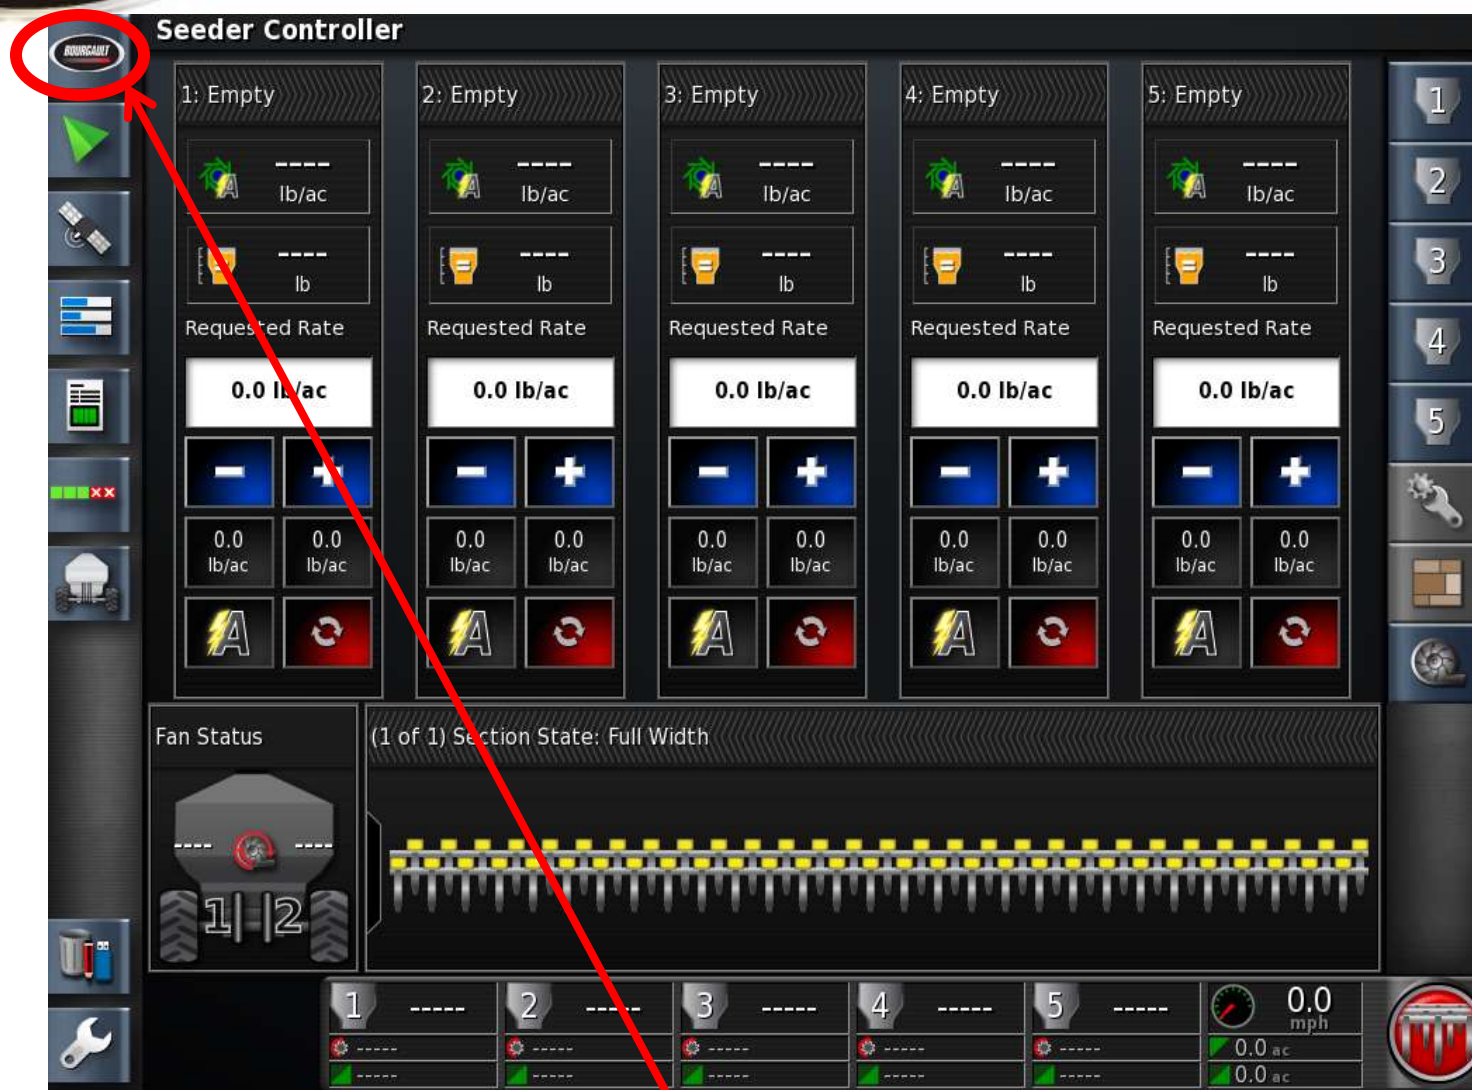 BOURGAULT
Seeder Controller
1: Empty
2: Empty
3: Empty
4: Empty
5: Empty
---- ---- ---- ---- ----
lb/ac lb/ac lb/ac lb/ac lb/ac
---- ---- ---- ---- ----
lb lb lb lb lb
Requested Rate Requested Rate Requested Rate Requested Rate Requested Rate
0.0 lb/ac 0.0 lb/ac 0.0 lb/ac 0.0 lb/ac 0.0 lb/ac
- + - + - + - + - +
0.0 0.0 0.0 0.0 0.0 0.0 0.0 0.0 0.0 0.0
lb/ac lb/ac lb/ac lb/ac lb/ac lb/ac lb/ac lb/ac lb/ac lb/ac
A A A A A
1
2
3
4
5
Fan Status
(1 of 1) Section State: Full Width
---- ----
1 2
1 ----- 2 ----- 3 ----- 4 ----- 5 ----- 0.0
mph
----- ----- ----- ----- ----- 0.0 ac
----- ----- ----- ----- ----- 0.0 ac